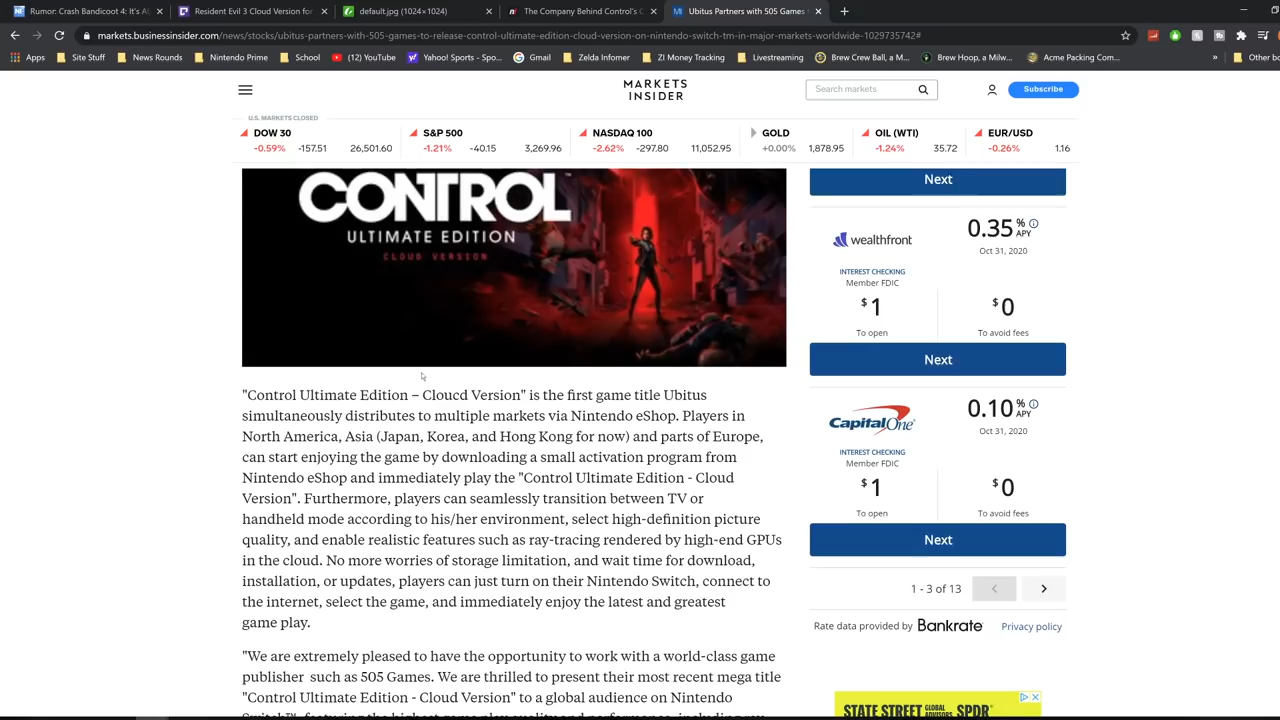 Rumor: Crash Bandicoot 4: It's Ab
Resident Evil 3 Cloud Version for
default.jpg (1024×1024)
The Company Behind Control's C
Ubitus Partners with 505 Games
markets.businessinsider.com/news/stocks/ubitus-partners-with-505-games-to-release-control-ultimate-edition-cloud-version-on-nintendo-switch-tm-in-major-markets-worldwide-1029735742#
Apps
Site Stuff
News Rounds
Nintendo Prime
School
(12) YouTube
Yahoo! Sports - Spo...
Gmail
Zelda Informer
ZI Money Tracking
Livestreaming
Brew Crew Ball, a M...
Brew Hoop, a Milw...
Acme Packing Com...
»
Other bo
MARKETS
INSIDER
Search markets
Subscribe
U.S. MARKETS CLOSED
DOW 30
-0.59% -157.51 26,501.60
S&P 500
-1.21% -40.15 3,269.96
NASDAQ 100
-2.62% -297.80 11,052.95
GOLD
+0.00% 1,878.95
OIL (WTI)
-1.24% 35.72
EUR/USD
-0.26% 1.16
CONTROL
ULTIMATE EDITION
CLOUD VERSION
"Control Ultimate Edition – Cloucd Version" is the first game title Ubitus
simultaneously distributes to multiple markets via Nintendo eShop. Players in
North America, Asia (Japan, Korea, and Hong Kong for now) and parts of Europe,
can start enjoying the game by downloading a small activation program from
Nintendo eShop and immediately play the "Control Ultimate Edition - Cloud
Version". Furthermore, players can seamlessly transition between TV or
handheld mode according to his/her environment, select high-definition picture
quality, and enable realistic features such as ray-tracing rendered by high-end GPUs
in the cloud. No more worries of storage limitation, and wait time for download,
installation, or updates, players can just turn on their Nintendo Switch, connect to
the internet, select the game, and immediately enjoy the latest and greatest
game play.
"We are extremely pleased to have the opportunity to work with a world-class game
publisher such as 505 Games. We are thrilled to present their most recent mega title
"Control Ultimate Edition - Cloud Version" to a global audience on Nintendo
Next
wealthfront
0.35 % APY
Oct 31, 2020
INTEREST CHECKING
Member FDIC
$ 1
To open
$ 0
To avoid fees
Next
Capital One
0.10 % APY
Oct 31, 2020
INTEREST CHECKING
Member FDIC
$ 1
To open
$ 0
To avoid fees
Next
1 - 3 of 13
Rate data provided by Bankrate
Privacy policy
STATE STREET GLOBAL ADVISORS SPDR®